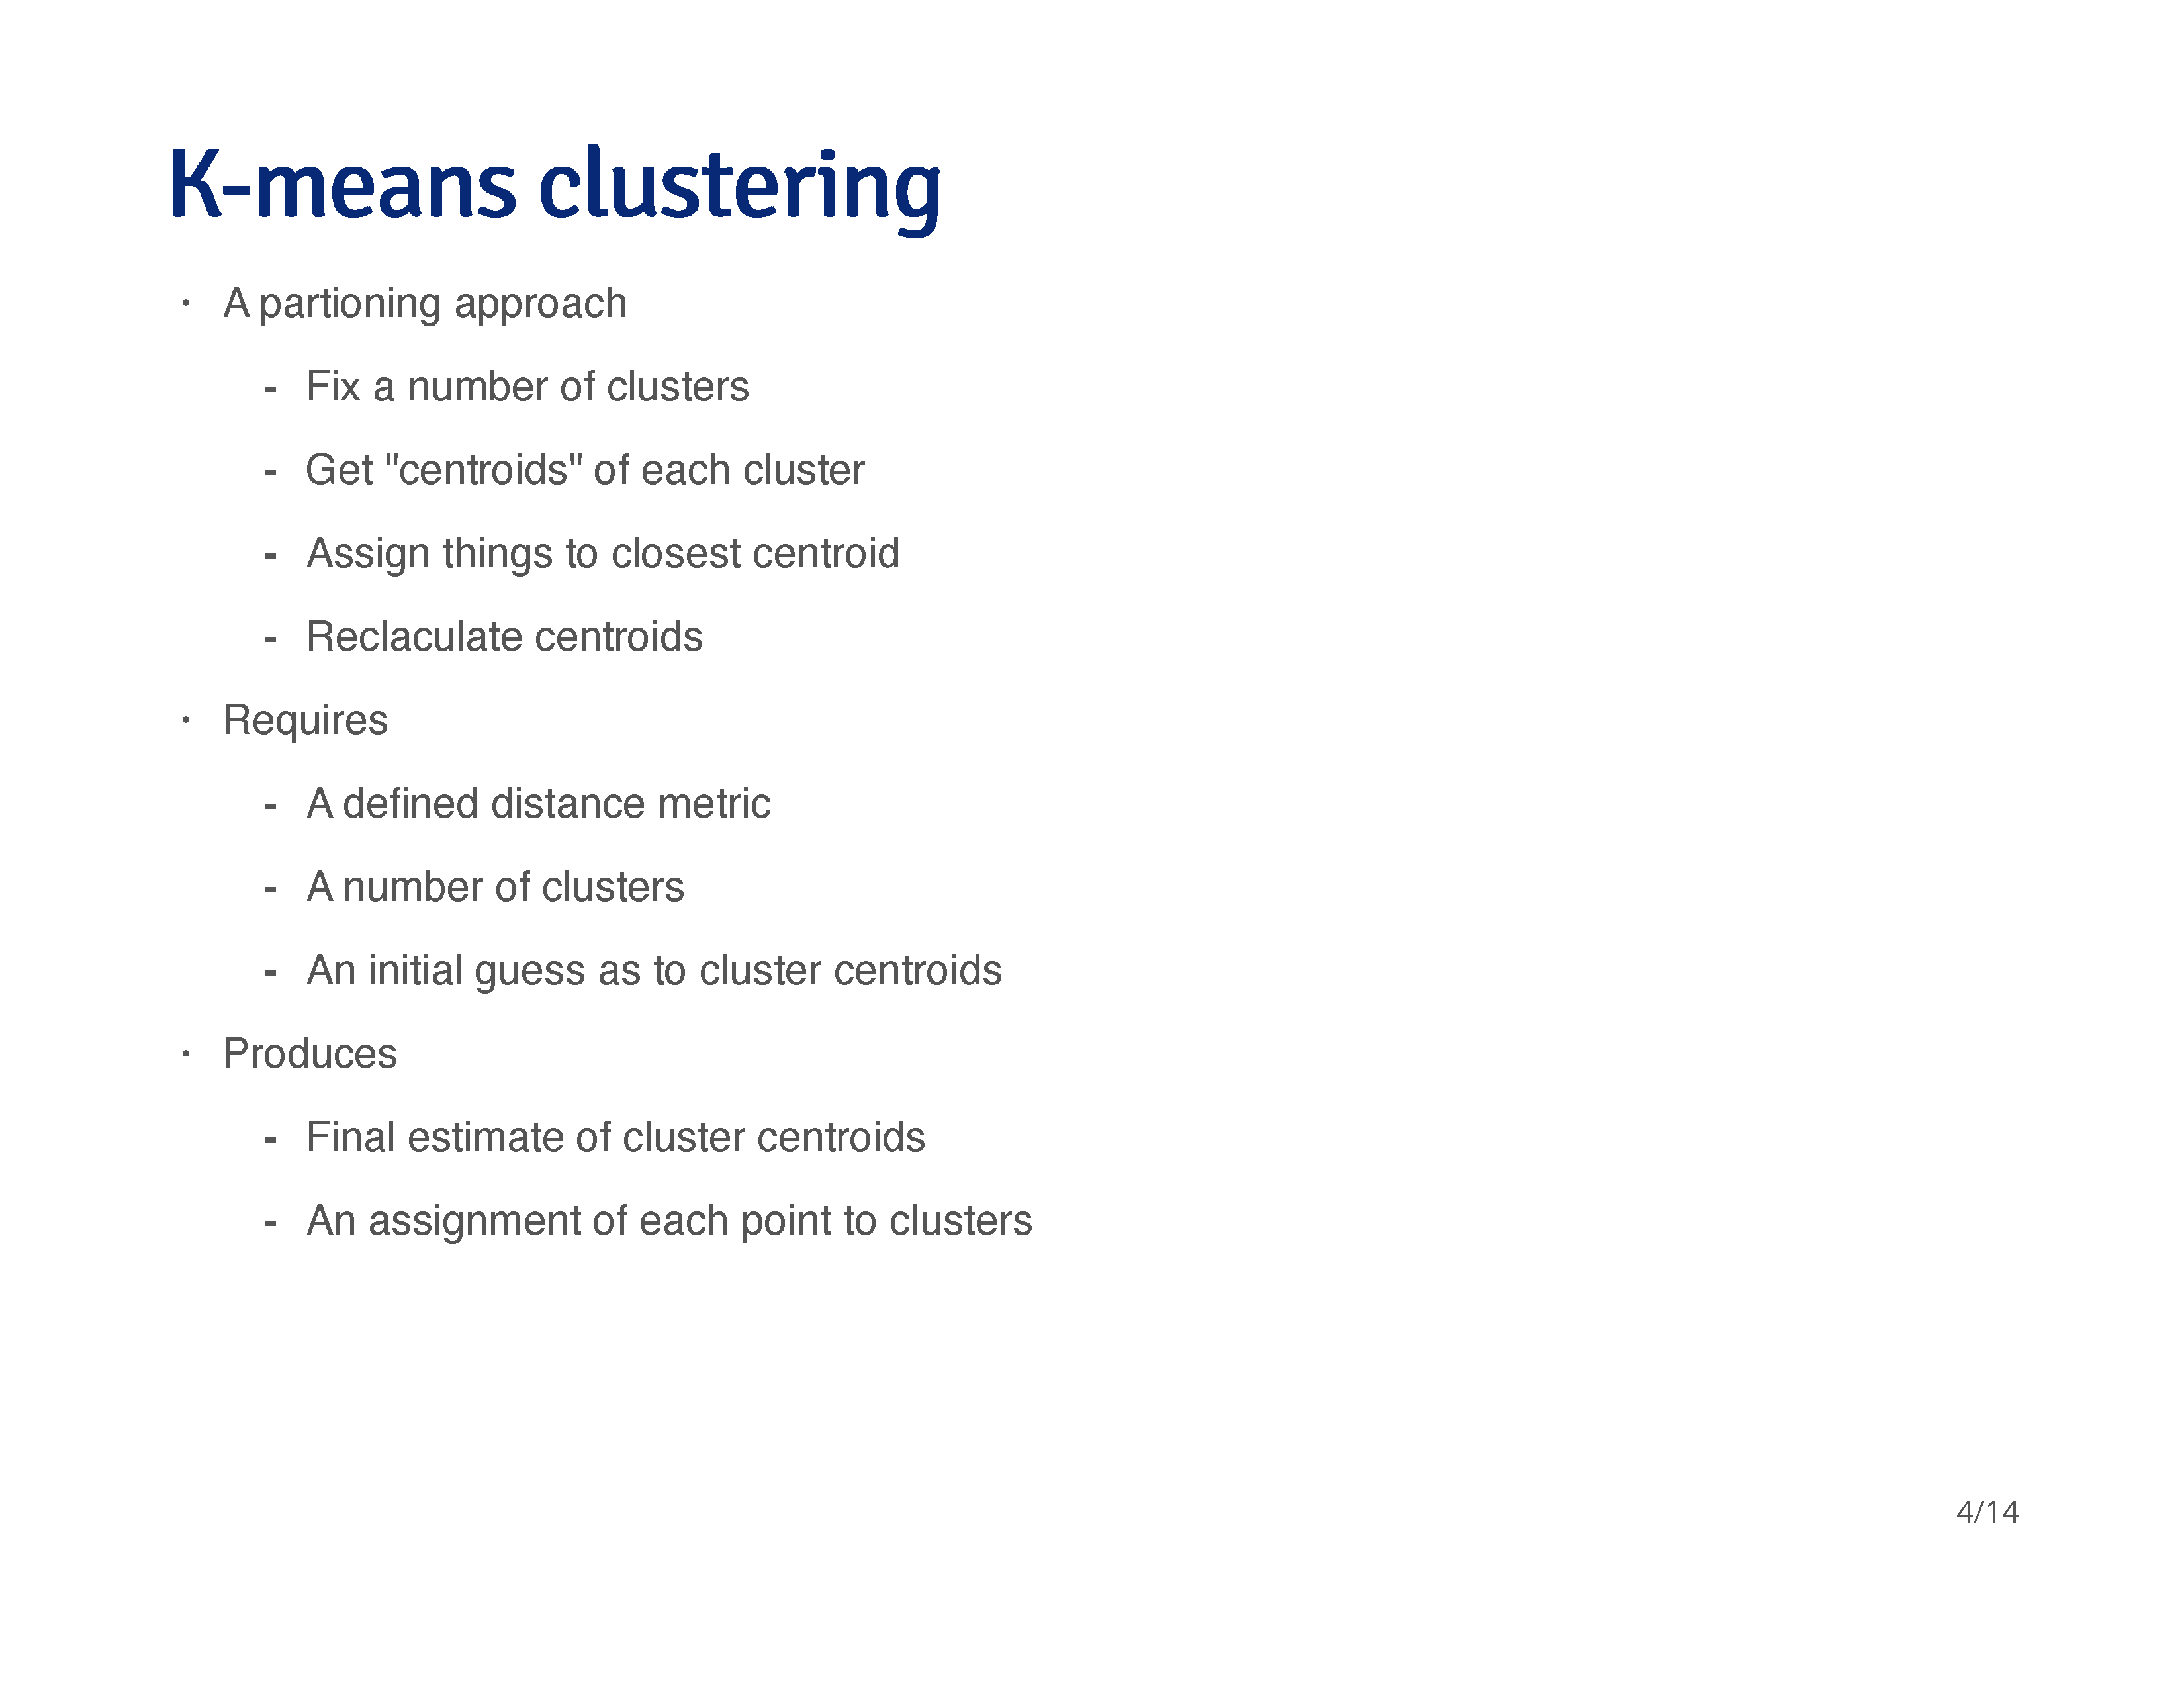 K-means clustering
· A partioning approach
- Fix a number of clusters
- Get "centroids" of each cluster
- Assign things to closest centroid
- Reclaculate centroids
· Requires
- A defined distance metric
- A number of clusters
- An initial guess as to cluster centroids
· Produces
- Final estimate of cluster centroids
- An assignment of each point to clusters
4/14